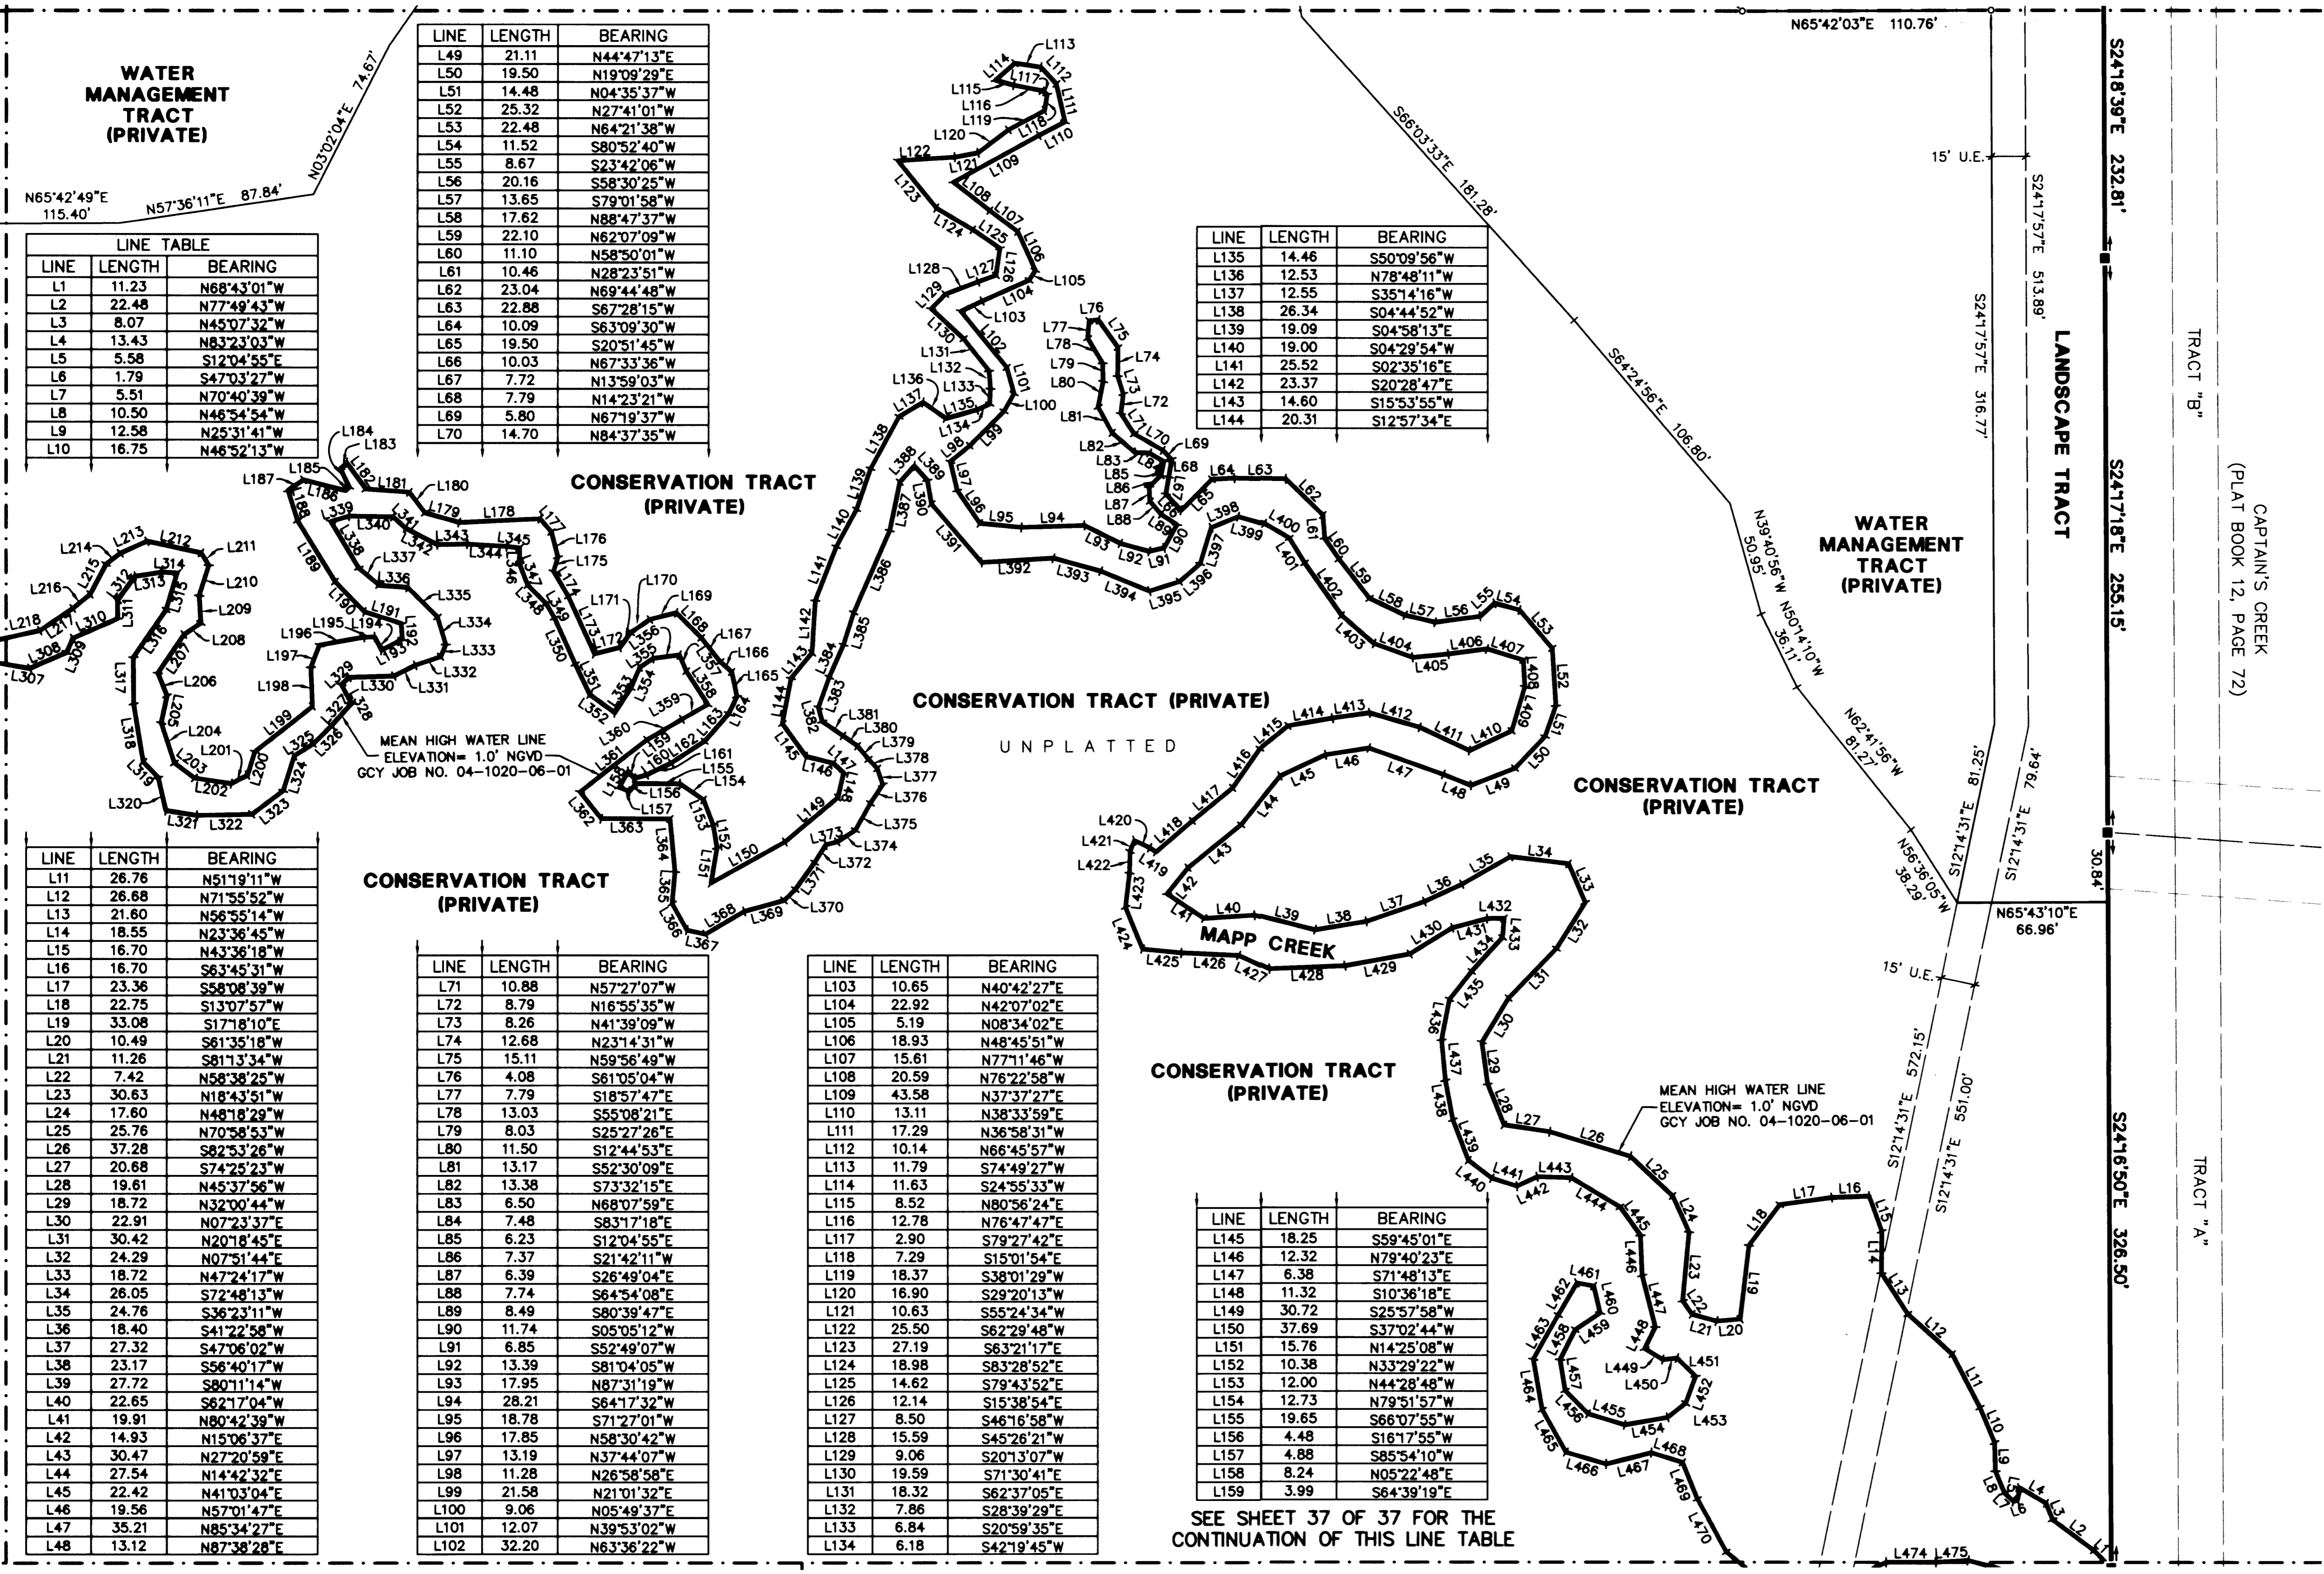 WATER
MANAGEMENT
TRACT
(PRIVATE)
N03°02'04"E 74.67'
N65°42'49"E
115.40'
N57°36'11"E 87.84'
LINE TABLE
LINE LENGTH BEARING
L1 11.23 N68°43'01"W
L2 22.48 N77°49'43"W
L3 8.07 N45°07'32"W
L4 13.43 N83°23'03"W
L5 5.58 S12°04'55"E
L6 1.79 S47°03'27"W
L7 5.51 N70°40'39"W
L8 10.50 N46°54'54"W
L9 12.58 N25°31'41"W
L10 16.75 N46°52'13"W
LINE LENGTH BEARING
L11 26.76 N51°19'11"W
L12 26.68 N71°55'52"W
L13 21.60 N56°55'14"W
L14 18.55 N23°36'45"W
L15 16.70 N43°36'18"W
L16 16.70 S63°45'31"W
L17 23.36 S58°08'39"W
L18 22.75 S13°07'57"W
L19 33.08 S17°18'10"E
L20 10.49 S61°35'18"W
L21 11.26 S81°13'34"W
L22 7.42 N58°38'25"W
L23 30.63 N18°43'51"W
L24 17.60 N48°18'29"W
L25 25.76 N70°58'53"W
L26 37.28 S82°53'26"W
L27 20.68 S74°25'23"W
L28 19.61 N45°37'56"W
L29 18.72 N32°00'44"W
L30 22.91 N07°23'37"E
L31 30.42 N20°18'45"E
L32 24.29 N07°51'44"E
L33 18.72 N47°24'17"W
L34 26.05 S72°48'13"W
L35 24.76 S36°23'11"W
L36 18.40 S41°22'58"W
L37 27.32 S47°06'02"W
L38 23.17 S56°40'17"W
L39 27.72 S80°11'14"W
L40 22.65 S62°17'04"W
L41 19.91 N80°42'39"W
L42 14.93 N15°06'37"E
L43 30.47 N27°20'59"E
L44 27.54 N14°42'32"E
L45 22.42 N41°03'04"E
L46 19.56 N57°01'47"E
L47 35.21 N85°34'27"E
L48 13.12 N87°38'28"E
LINE LENGTH BEARING
L49 21.11 N44°47'13"E
L50 19.50 N19°09'29"E
L51 14.48 N04°35'37"W
L52 25.32 N27°41'01"W
L53 22.48 N64°21'38"W
L54 11.52 S80°52'40"W
L55 8.67 S23°42'06"W
L56 20.16 S58°30'25"W
L57 13.65 S79°01'58"W
L58 17.62 N88°47'37"W
L59 22.10 N62°07'09"W
L60 11.10 N58°50'01"W
L61 10.46 N28°23'51"W
L62 23.04 N69°44'48"W
L63 22.88 S67°28'15"W
L64 10.09 S63°09'30"W
L65 19.50 S20°51'45"W
L66 10.03 N67°33'36"W
L67 7.72 N13°59'03"W
L68 7.79 N14°23'21"W
L69 5.80 N67°19'37"W
L70 14.70 N84°37'35"W
LINE LENGTH BEARING
L71 10.88 N57°27'07"W
L72 8.79 N16°55'35"W
L73 8.26 N41°39'09"W
L74 12.68 N23°14'31"W
L75 15.11 N59°56'49"W
L76 4.08 S61°05'04"W
L77 7.79 S18°57'47"E
L78 13.03 S55°08'21"E
L79 8.03 S25°27'26"E
L80 11.50 S12°44'53"E
L81 13.17 S52°30'09"E
L82 13.38 S73°32'15"E
L83 6.50 N68°07'59"E
L84 7.48 S83°17'18"E
L85 6.23 S12°04'55"E
L86 7.37 S21°42'11"W
L87 6.39 S26°49'04"E
L88 7.74 S64°54'08"E
L89 8.49 S80°39'47"E
L90 11.74 S05°05'12"W
L91 6.85 S52°49'07"W
L92 13.39 S81°04'05"W
L93 17.95 N87°31'19"W
L94 28.21 S64°17'32"W
L95 18.78 S71°27'01"W
L96 17.85 N58°30'42"W
L97 13.19 N37°44'07"W
L98 11.28 N26°58'58"E
L99 21.58 N21°01'32"E
L100 9.06 N05°49'37"E
L101 12.07 N39°53'02"W
L102 32.20 N63°36'22"W
LINE LENGTH BEARING
L103 10.65 N40°42'27"E
L104 22.92 N42°07'02"E
L105 5.19 N08°34'02"E
L106 18.93 N48°45'51"W
L107 15.61 N77°11'46"W
L108 20.59 N76°22'58"W
L109 43.58 N37°37'27"E
L110 13.11 N38°33'59"E
L111 17.29 N36°58'31"W
L112 10.14 N66°45'57"W
L113 11.79 S74°49'27"W
L114 11.63 S24°55'33"W
L115 8.52 N80°56'24"E
L116 12.78 N76°47'47"E
L117 2.90 S79°27'42"E
L118 7.29 S15°01'54"E
L119 18.37 S38°01'29"W
L120 16.90 S29°20'13"W
L121 10.63 S55°24'34"W
L122 25.50 S62°29'48"W
L123 27.19 S63°21'17"E
L124 18.98 S83°28'52"E
L125 14.62 S79°43'52"E
L126 12.14 S15°38'54"E
L127 8.50 S46°16'58"W
L128 15.59 S45°26'21"W
L129 9.06 S20°13'07"W
L130 19.59 S71°30'41"E
L131 18.32 S62°37'05"E
L132 7.86 S28°39'29"E
L133 6.84 S20°59'35"E
L134 6.18 S42°19'45"W
LINE LENGTH BEARING
L135 14.46 S50°09'56"W
L136 12.53 N78°48'11"W
L137 12.55 S35°14'16"W
L138 26.34 S04°44'52"W
L139 19.09 S04°58'13"E
L140 19.00 S04°29'54"W
L141 25.52 S02°35'16"E
L142 23.37 S20°28'47"E
L143 14.60 S15°53'55"W
L144 20.31 S12°57'34"E
LINE LENGTH BEARING
L145 18.25 S59°45'01"E
L146 12.32 N79°40'23"E
L147 6.38 S71°48'13"E
L148 11.32 S10°36'18"E
L149 30.72 S25°57'58"W
L150 37.69 S37°02'44"W
L151 15.76 N14°25'08"W
L152 10.38 N33°29'22"W
L153 12.00 N44°28'48"W
L154 12.73 N79°51'57"W
L155 19.65 S66°07'55"W
L156 4.48 S16°17'55"W
L157 4.88 S85°54'10"W
L158 8.24 N05°22'48"E
L159 3.99 S64°39'19"E
SEE SHEET 37 OF 37 FOR THE
CONTINUATION OF THIS LINE TABLE
CONSERVATION TRACT
(PRIVATE)
CONSERVATION TRACT
(PRIVATE)
CONSERVATION TRACT (PRIVATE)
UNPLATTED
CONSERVATION TRACT
(PRIVATE)
CONSERVATION TRACT
(PRIVATE)
MAPP CREEK
MEAN HIGH WATER LINE
ELEVATION= 1.0' NGVD
GCY JOB NO. 04-1020-06-01
MEAN HIGH WATER LINE
ELEVATION= 1.0' NGVD
GCY JOB NO. 04-1020-06-01
WATER
MANAGEMENT
TRACT
(PRIVATE)
LANDSCAPE TRACT
N65°42'03"E 110.76'
15' U.E.
S66°03'33"E 181.28'
S64°24'56"E 106.80'
N39°40'56"W
50.95'
N50°14'10"W
36.11'
N62°41'56"W
81.27'
N56°36'05"W
38.29'
S24°17'57"E 316.77'
S24°17'57"E 513.89'
S12°14'31"E 81.25'
S12°14'31"E 79.64'
N65°43'10"E
66.96'
30.84'
15' U.E.
S12°14'31"E 572.15'
S12°14'31"E 551.00'
S24°18'39"E 232.81'
S24°17'18"E 255.15'
S24°16'50"E 326.50'
TRACT "B"
CAPTAIN'S CREEK
(PLAT BOOK 12, PAGE 72)
TRACT "A"